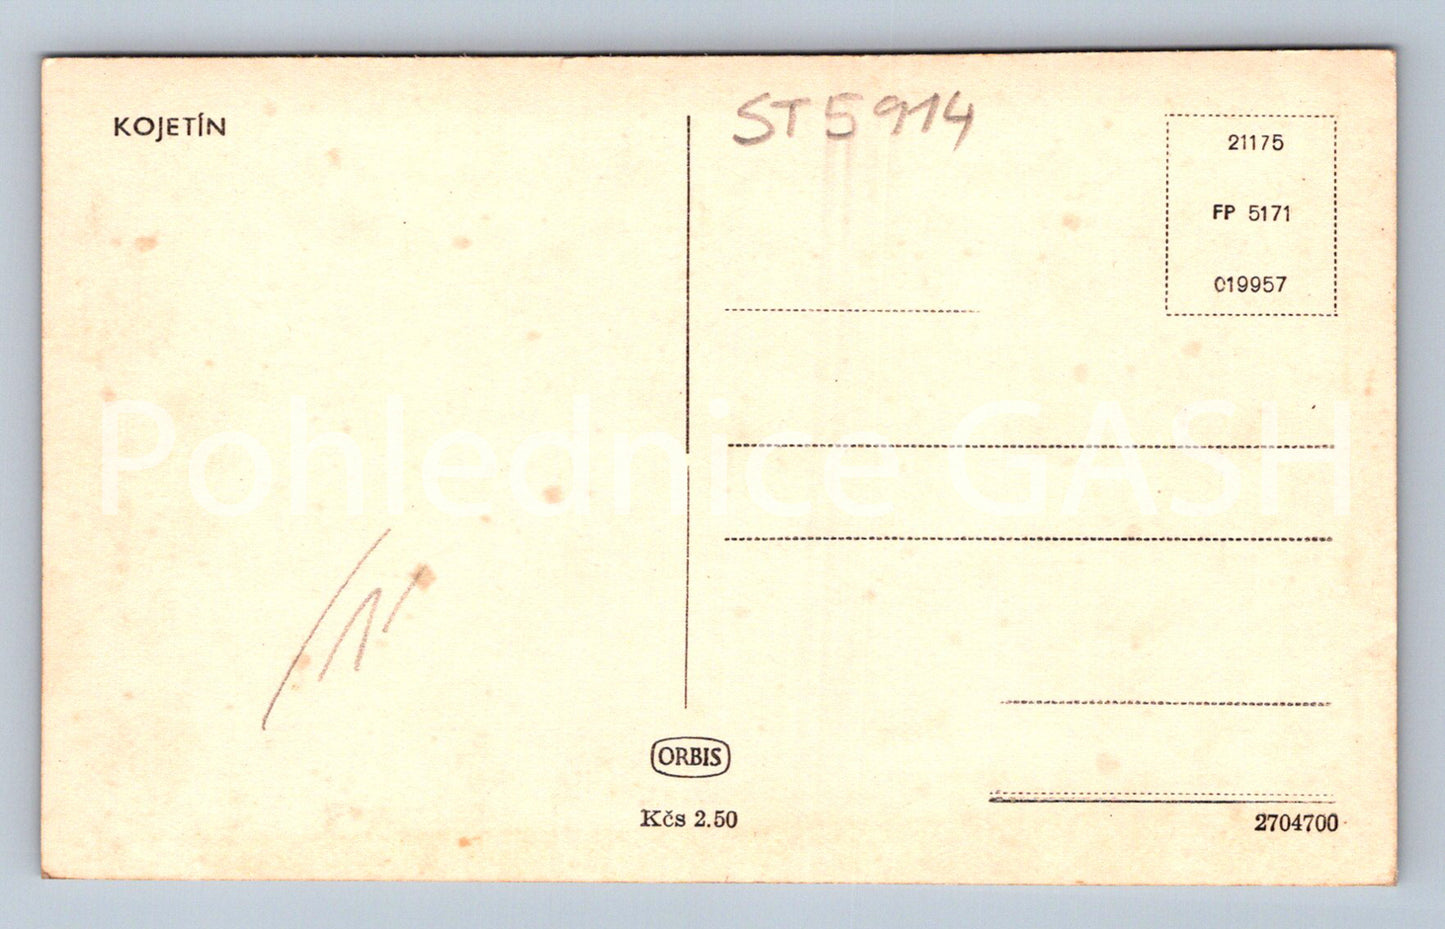 KOJETÍN
ST5914
21175
FP 5171
019957
Pohlednice GASH
ORBIS
Kčs 2.50
2704700